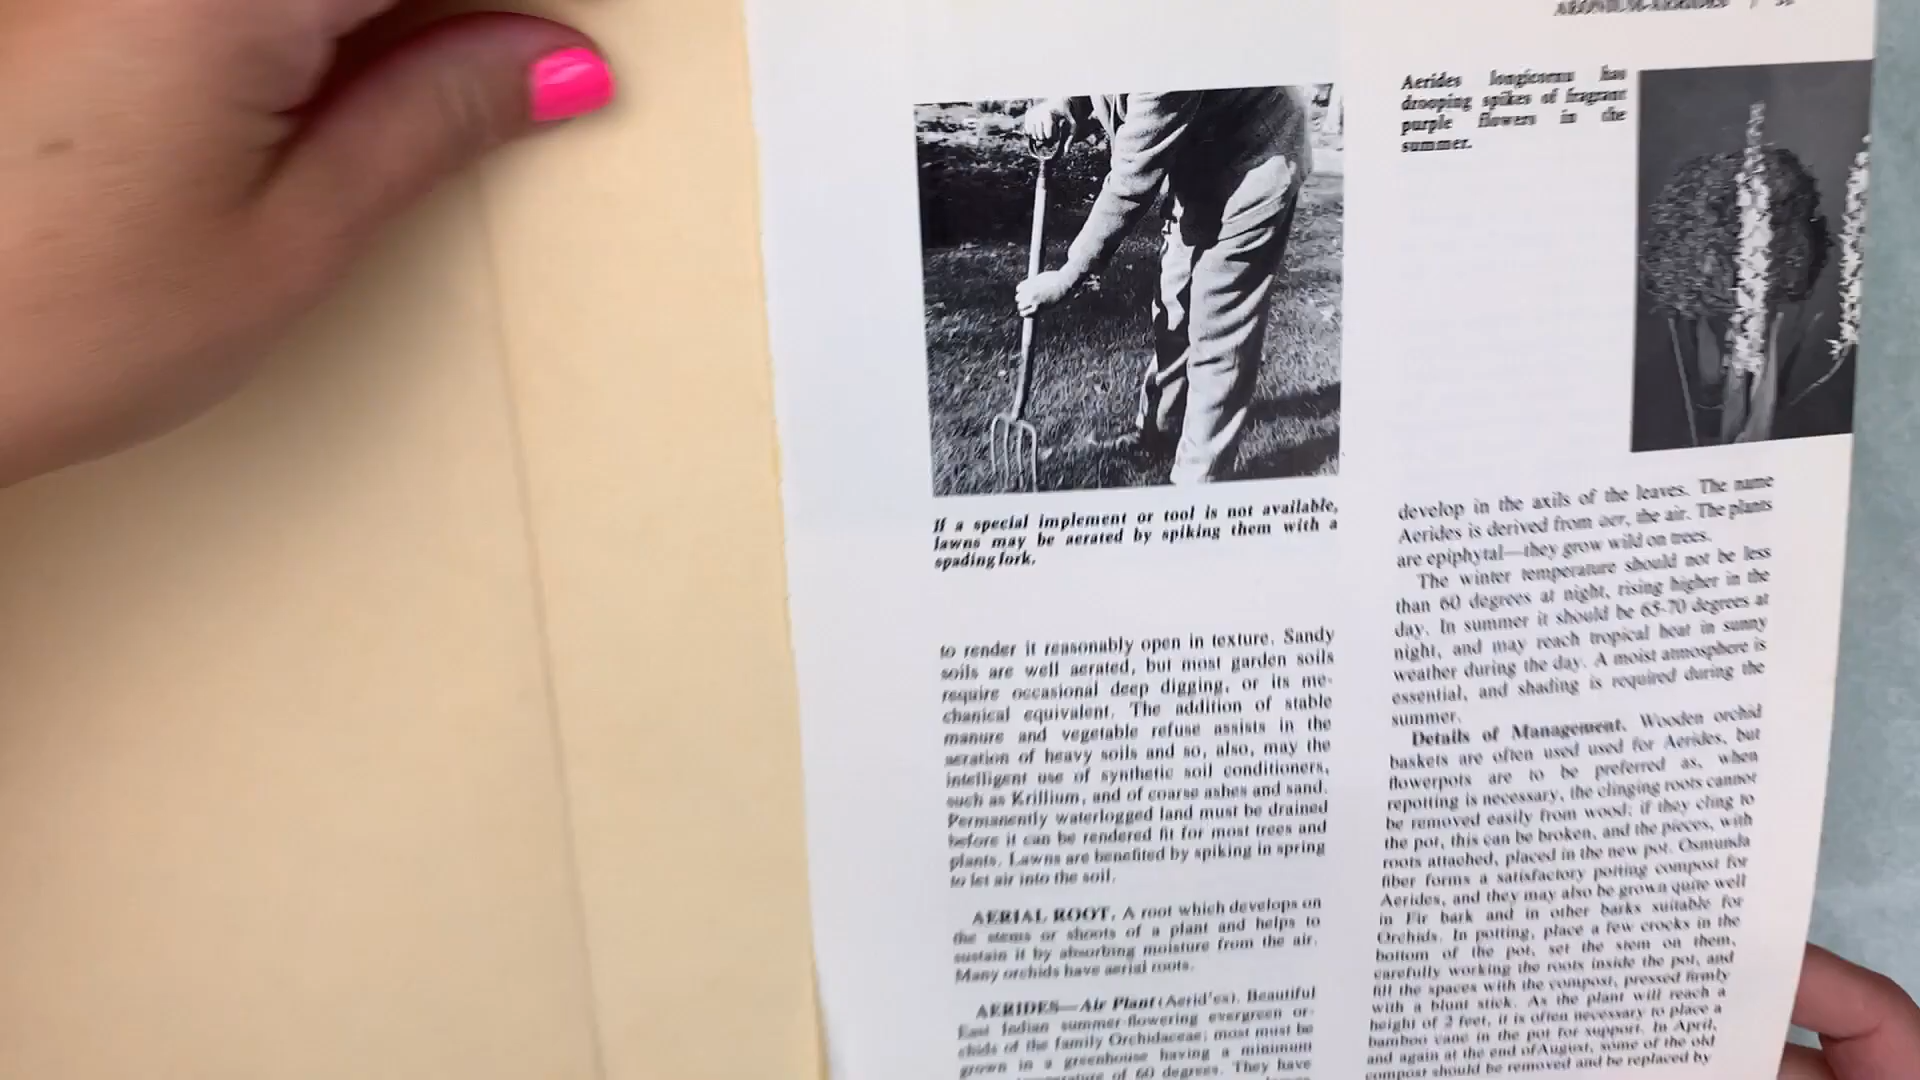 If a special implement or tool is not available,
lawns may be aerated by spiking them with a
spading fork.
to render it reasonably open in texture. Sandy
soils are well aerated, but most garden soils
require occasional deep digging, or its me-
chanical equivalent. The addition of stable
manure and vegetable refuse assists in the
aeration of heavy soils and so, also, may the
intelligent use of synthetic soil conditioners,
such as Krillium, and of coarse ashes and sand.
Permanently waterlogged land must be drained
before it can be rendered fit for most trees and
plants. Lawns are benefited by spiking in spring
to let air into the soil.
AERIAL ROOT. A root which develops on
the stems or shoots of a plant and helps to
sustain it by absorbing moisture from the air.
Many orchids have aerial roots.
AERIDES—Air Plant (Aerid'es). Beautiful
East Indian summer-flowering evergreen or-
chids of the family Orchidaceae; most must be
grown in a greenhouse having a minimum
temperature of 60 degrees. They have
Aerides longicornu has
drooping spikes of fragrant
purple flowers in the
summer.
develop in the axils of the leaves. The name
Aerides is derived from aer, the air. The plants
are epiphytal—they grow wild on trees.
The winter temperature should not be less
than 60 degrees at night, rising higher in the
day. In summer it should be 65-70 degrees at
night, and may reach tropical heat in sunny
weather during the day. A moist atmosphere is
essential, and shading is required during the
summer.
Details of Management. Wooden orchid
baskets are often used used for Aerides, but
flowerpots are to be preferred as, when
repotting is necessary, the clinging roots cannot
be removed easily from wood; if they cling to
the pot, this can be broken, and the pieces, with
roots attached, placed in the new pot. Osmunda
fiber forms a satisfactory potting compost for
Aerides, and they may also be grown quite well
in Fir bark and in other barks suitable for
Orchids. In potting, place a few crocks in the
bottom of the pot, set the stem on them,
carefully working the roots inside the pot, and
fill the spaces with the compost, pressed firmly
with a blunt stick. As the plant will reach a
height of 2 feet, it is often necessary to place a
bamboo cane in the pot for support. In April,
and again at the end of August, some of the old
compost should be removed and be replaced by